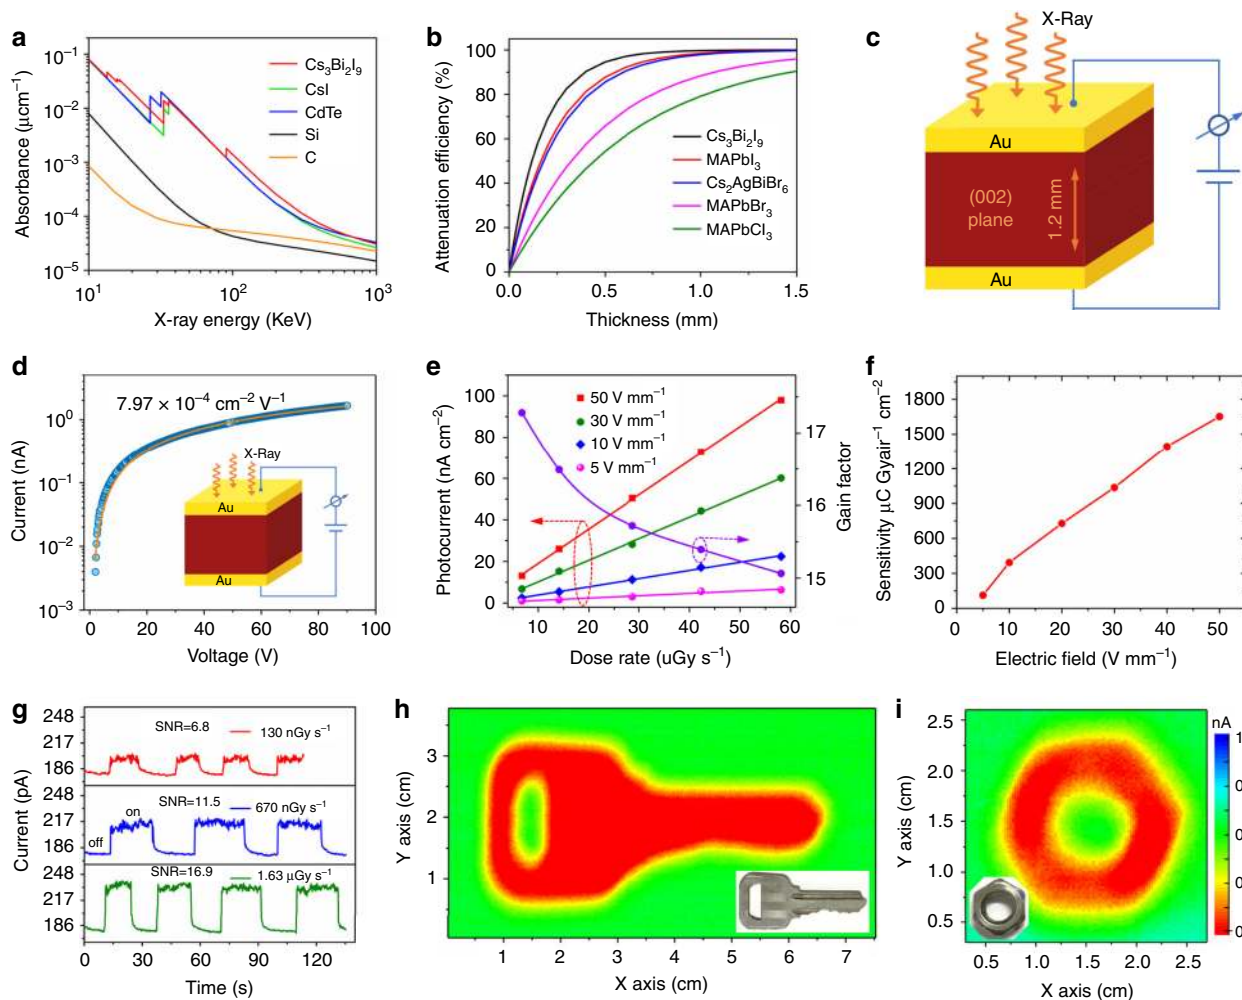 a
10⁻¹
10⁻²
10⁻³
10⁻⁴
10⁻⁵
Absorbance (μcm⁻¹)
Cs₃Bi₂I₉
CsI
CdTe
Si
C
10¹
10²
10³
X-ray energy (KeV)
b
100
80
60
40
20
0
Attenuation efficiency (%)
Cs₃Bi₂I₉
MAPbI₃
Cs₂AgBiBr₆
MAPbBr₃
MAPbCl₃
0.0
0.5
1.0
1.5
Thickness (mm)
c
X-Ray
Au
(002)
plane
1.2 mm
Au
d
7.97 × 10⁻⁴ cm⁻² V⁻¹
10⁰
10⁻¹
10⁻²
10⁻³
Current (nA)
X-Ray
Au
Au
0
20
40
60
80
100
Voltage (V)
e
100
80
60
40
20
0
Photocurrent (nA cm⁻²)
50 V mm⁻¹
30 V mm⁻¹
10 V mm⁻¹
5 V mm⁻¹
17
16
15
Gain factor
10
20
30
40
50
60
Dose rate (uGy s⁻¹)
f
1800
1500
1200
900
600
300
0
Sensitivity μC Gyair⁻¹ cm⁻²
0
10
20
30
40
50
Electric field (V mm⁻¹)
g
248
217
186
SNR=6.8
130 nGy s⁻¹
248
217
186
SNR=11.5
670 nGy s⁻¹
on
off
248
217
186
SNR=16.9
1.63 μGy s⁻¹
Current (pA)
0
30
60
90
120
Time (s)
h
3
2
1
Y axis (cm)
1
2
3
4
5
6
7
X axis (cm)
i
2.5
2.0
1.5
1.0
0.5
Y axis (cm)
0.5
1.0
1.5
2.0
2.5
X axis (cm)
nA